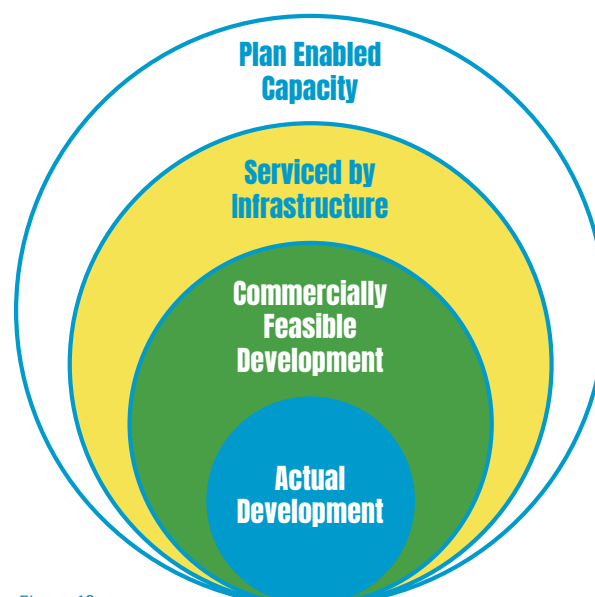 Plan Enabled
Capacity
Serviced by
Infrastructure
Commercially
Feasible
Development
Actual
Development